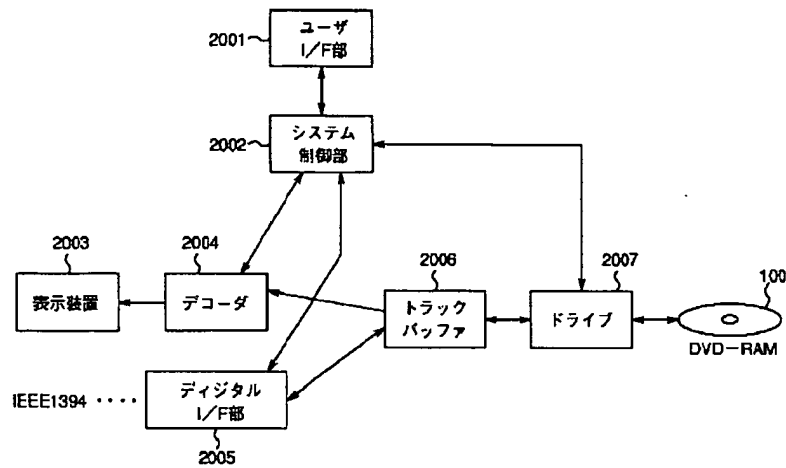 2001
ユーザ
I/F部
2002
システム
制御部
2003
表示装置
2004
デコーダ
2006
トラック
バッファ
2007
ドライブ
100
DVD-RAM
IEEE1394 ····
ディジタル
I/F部
2005